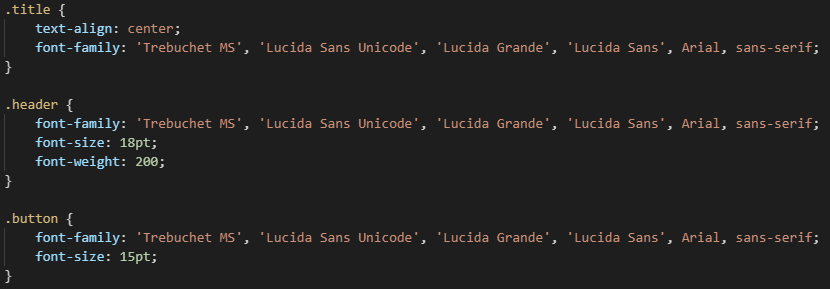 .title {
    text-align: center;
    font-family: 'Trebuchet MS', 'Lucida Sans Unicode', 'Lucida Grande', 'Lucida Sans', Arial, sans-serif;
}

.header {
    font-family: 'Trebuchet MS', 'Lucida Sans Unicode', 'Lucida Grande', 'Lucida Sans', Arial, sans-serif;
    font-size: 18pt;
    font-weight: 200;
}

.button {
    font-family: 'Trebuchet MS', 'Lucida Sans Unicode', 'Lucida Grande', 'Lucida Sans', Arial, sans-serif;
    font-size: 15pt;
}